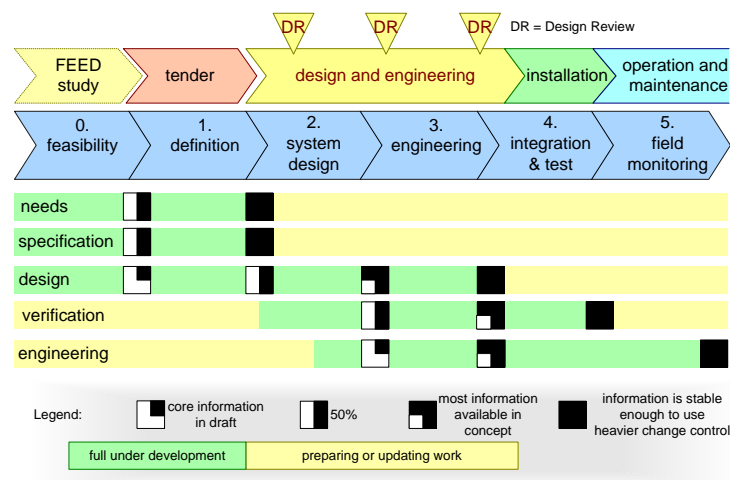 DR
DR
DR
DR = Design Review
FEED
study
tender
design and engineering
installation
operation and
maintenance
0.
feasibility
1.
definition
2.
system
design
3.
engineering
4.
integration
& test
5.
field
monitoring
needs
specification
design
verification
engineering
Legend:
core information
in draft
50%
most information
available in
concept
information is stable
enough to use
heavier change control
full under development
preparing or updating work